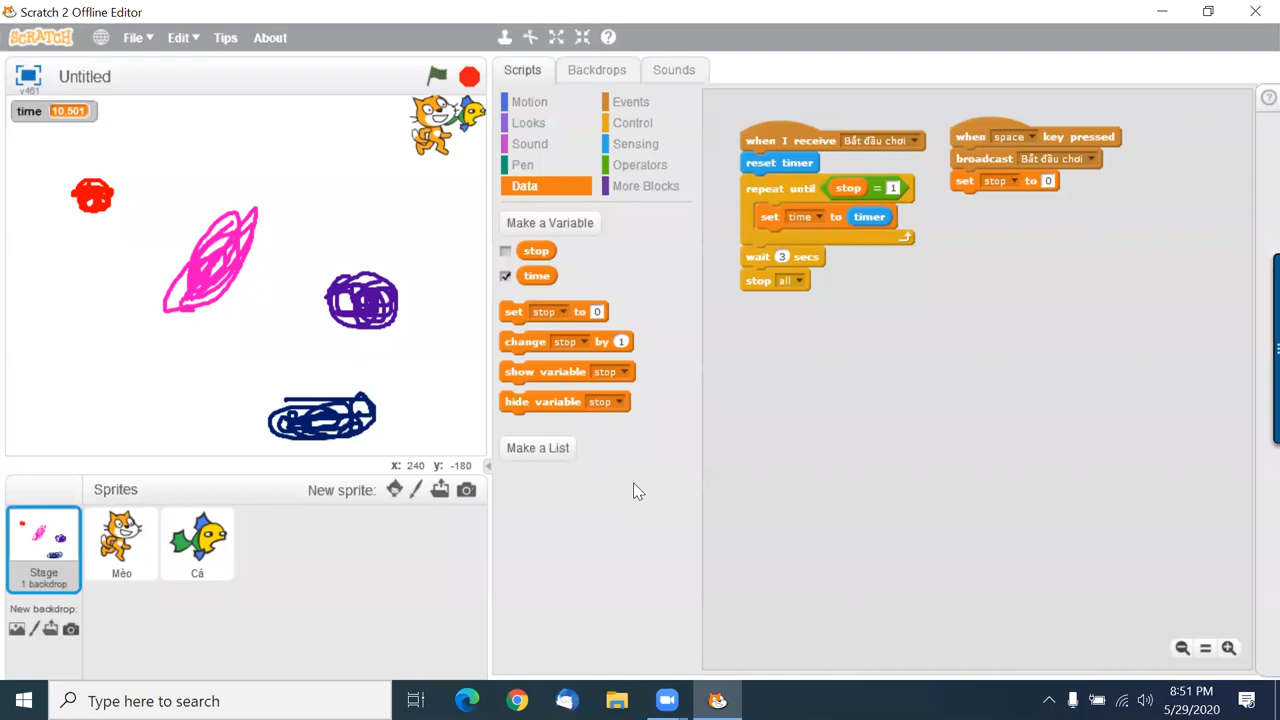 Scratch 2 Offline Editor
SCRATCH File Edit Tips About
Untitled
v461
time 10.501
x: 240 y: -180
Sprites New sprite:
Stage
1 backdrop
New backdrop:
Mèo
Cá
Scripts Backdrops Sounds
Motion Events
Looks Control
Sound Sensing
Pen Operators
Data More Blocks
Make a Variable
stop
time
set stop to 0
change stop by 1
show variable stop
hide variable stop
Make a List
when I receive Bắt đầu chơi
reset timer
repeat until stop = 1
set time to timer
wait 3 secs
stop all
when space key pressed
broadcast Bắt đầu chơi
set stop to 0
Type here to search
8:51 PM
5/29/2020